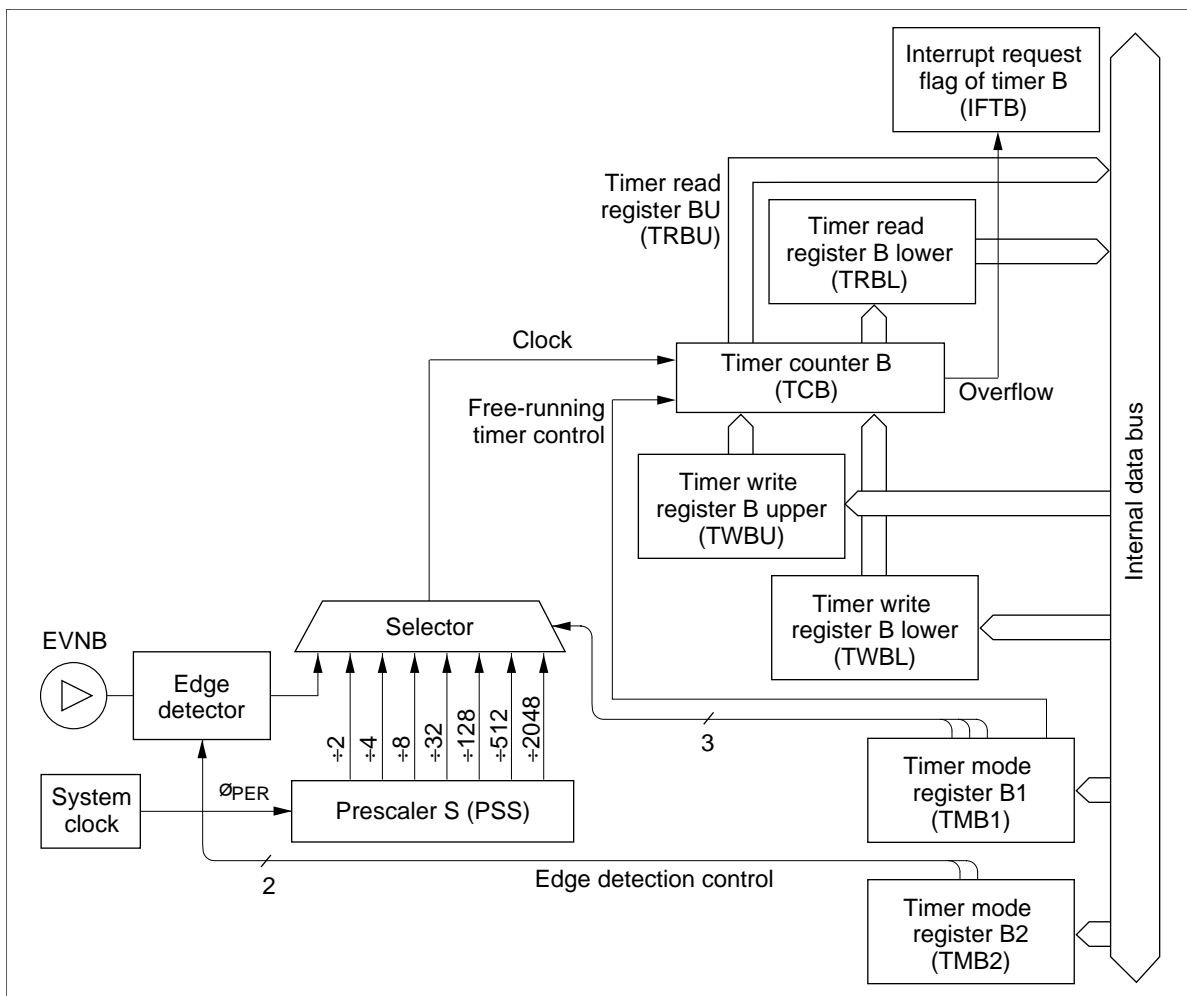 Interrupt request
flag of timer B
(IFTB)
Timer read
register BU
(TRBU)
Timer read
register B lower
(TRBL)
Clock
Timer counter B
(TCB)
Overflow
Free-running
timer control
Timer write
register B upper
(TWBU)
Internal data bus
Timer write
register B lower
(TWBL)
Selector
EVNB
Edge
detector
÷2
÷4
÷8
÷32
÷128
÷512
÷2048
3
System
clock
ØPER
Prescaler S (PSS)
Timer mode
register B1
(TMB1)
2
Edge detection control
Timer mode
register B2
(TMB2)